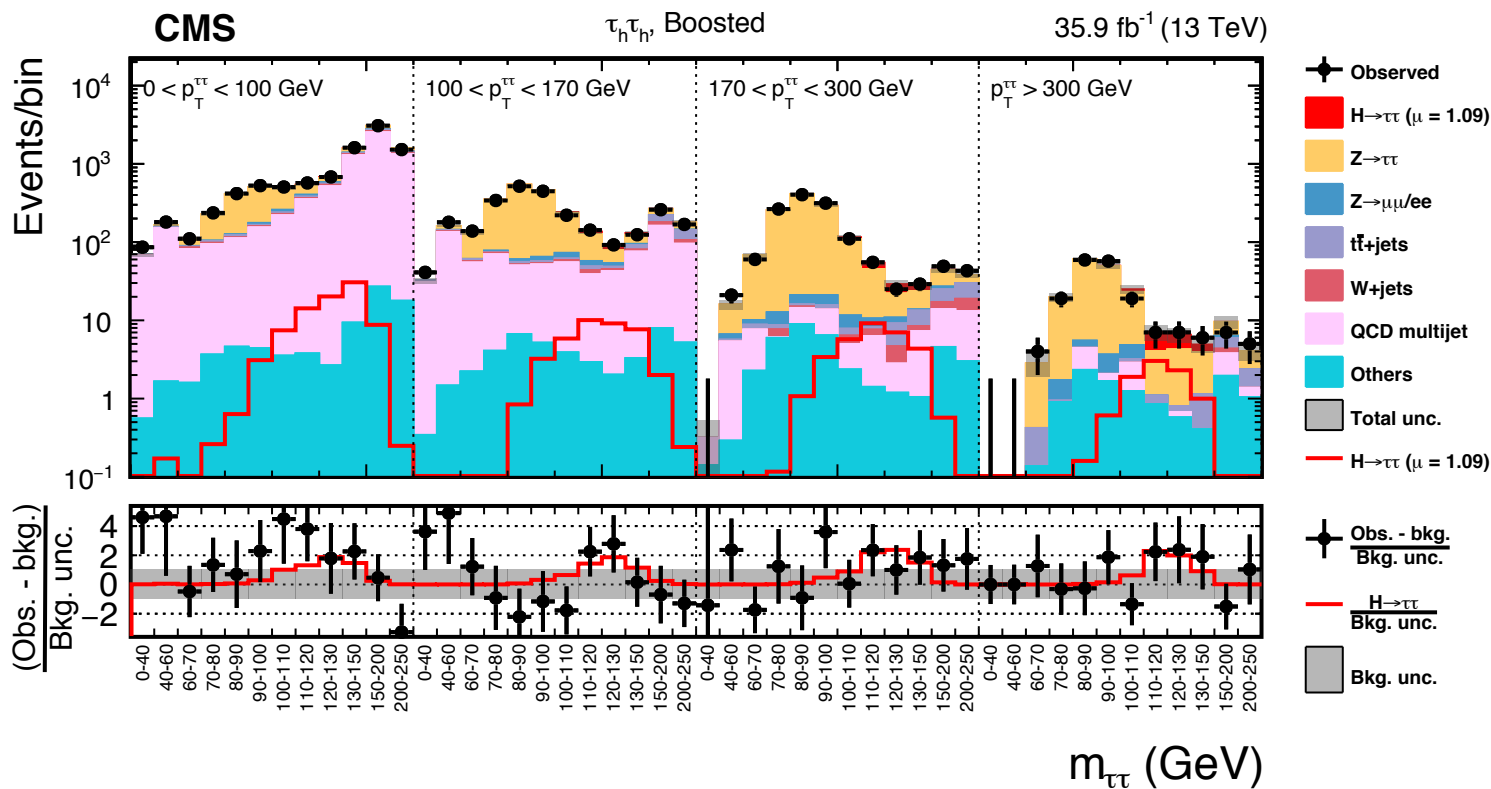 CMS
τhτh, Boosted
35.9 fb⁻¹ (13 TeV)
Events/bin
10⁴
10³
10²
10
1
10⁻¹
0 < pTττ < 100 GeV
100 < pTττ < 170 GeV
170 < pTττ < 300 GeV
pTττ > 300 GeV
Observed
H→ττ (μ = 1.09)
Z→ττ
Z→μμ/ee
tt̄+jets
W+jets
QCD multijet
Others
Total unc.
H→ττ (μ = 1.09)
(Obs. - bkg.)
Bkg. unc.
4
2
0
−2
Obs. - bkg.
Bkg. unc.
H→ττ
Bkg. unc.
Bkg. unc.
0-40 40-60 60-70 70-80 80-90 90-100 100-110 110-120 120-130 130-150 150-200 200-250 0-40 40-60 60-70 70-80 80-90 90-100 100-110 110-120 120-130 130-150 150-200 200-250 0-40 40-60 60-70 70-80 80-90 90-100 100-110 110-120 120-130 130-150 150-200 200-250 0-40 40-60 60-70 70-80 80-90 90-100 100-110 110-120 120-130 130-150 150-200 200-250
mττ (GeV)